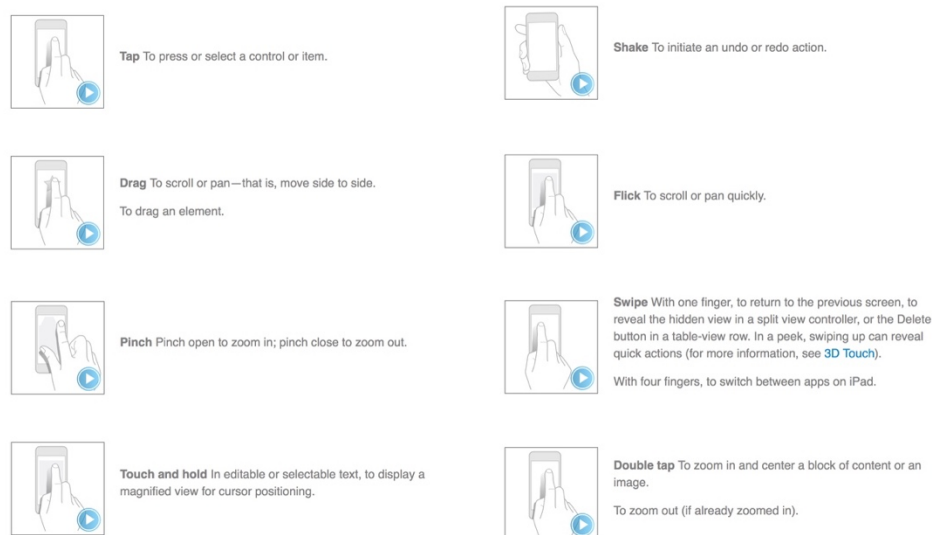 Tap To press or select a control or item.
Drag To scroll or pan—that is, move side to side.
To drag an element.
Pinch Pinch open to zoom in; pinch close to zoom out.
Touch and hold In editable or selectable text, to display a
magnified view for cursor positioning.
Shake To initiate an undo or redo action.
Flick To scroll or pan quickly.
Swipe With one finger, to return to the previous screen, to
reveal the hidden view in a split view controller, or the Delete
button in a table-view row. In a peek, swiping up can reveal
quick actions (for more information, see 3D Touch).
With four fingers, to switch between apps on iPad.
Double tap To zoom in and center a block of content or an
image.
To zoom out (if already zoomed in).